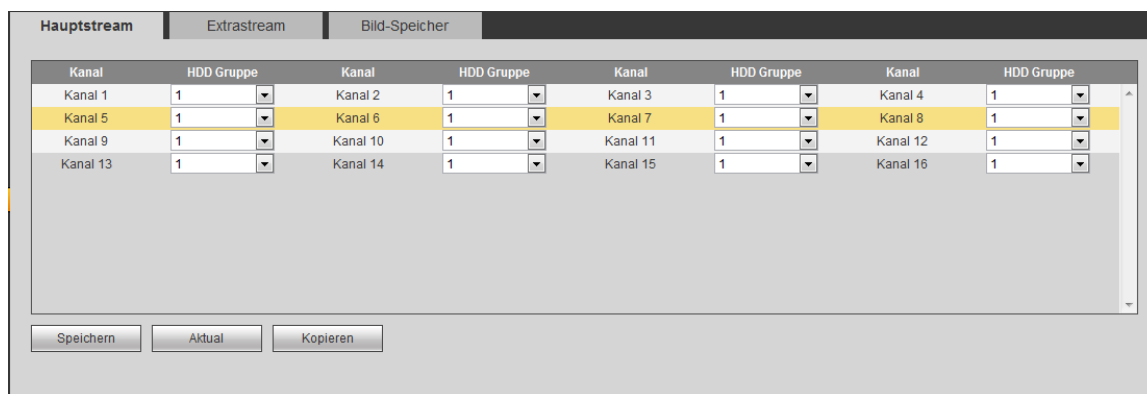 Hauptstream Extrastream Bild-Speicher
Kanal HDD Gruppe Kanal HDD Gruppe Kanal HDD Gruppe Kanal HDD Gruppe
Kanal 1 1 Kanal 2 1 Kanal 3 1 Kanal 4 1
Kanal 5 1 Kanal 6 1 Kanal 7 1 Kanal 8 1
Kanal 9 1 Kanal 10 1 Kanal 11 1 Kanal 12 1
Kanal 13 1 Kanal 14 1 Kanal 15 1 Kanal 16 1
Speichern Aktual Kopieren